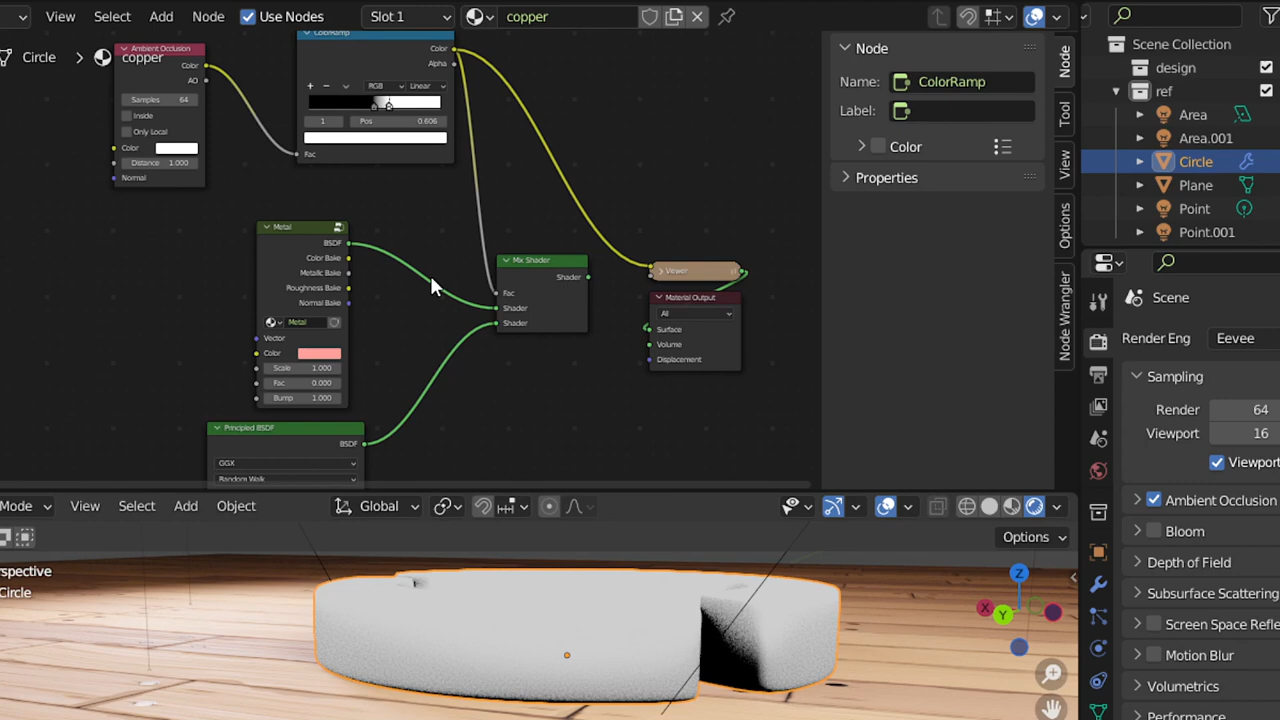 View Select Add Node Use Nodes Slot 1 copper
Circle copper
Ambient Occlusion
Color
AO
Samples 64
Inside
Only Local
Color
Distance 1.000
Normal
ColorRamp
Color
Alpha
RGB Linear
1 Pos 0.606
Fac
Metal
BSDF
Color Bake
Metallic Bake
Roughness Bake
Normal Bake
Metal
Vector
Color
Scale 1.000
Fac 0.000
Bump 1.000
Principled BSDF
BSDF
GGX
Random Walk
Mix Shader
Shader
Fac
Shader
Shader
Viewer
Material Output
All
Surface
Volume
Displacement
Node
Name: ColorRamp
Label:
Color
Properties
Node
Tool
View
Options
Node Wrangler
Scene Collection
design
ref
Area
Area.001
Circle
Plane
Point
Point.001
Scene
Render Eng Eevee
Sampling
Render 64
Viewport 16
Viewport
Ambient Occlusion
Bloom
Depth of Field
Subsurface Scattering
Screen Space Refle
Motion Blur
Volumetrics
Performance
Mode View Select Add Object Global
Options
rspective
Circle
Z
X
Y